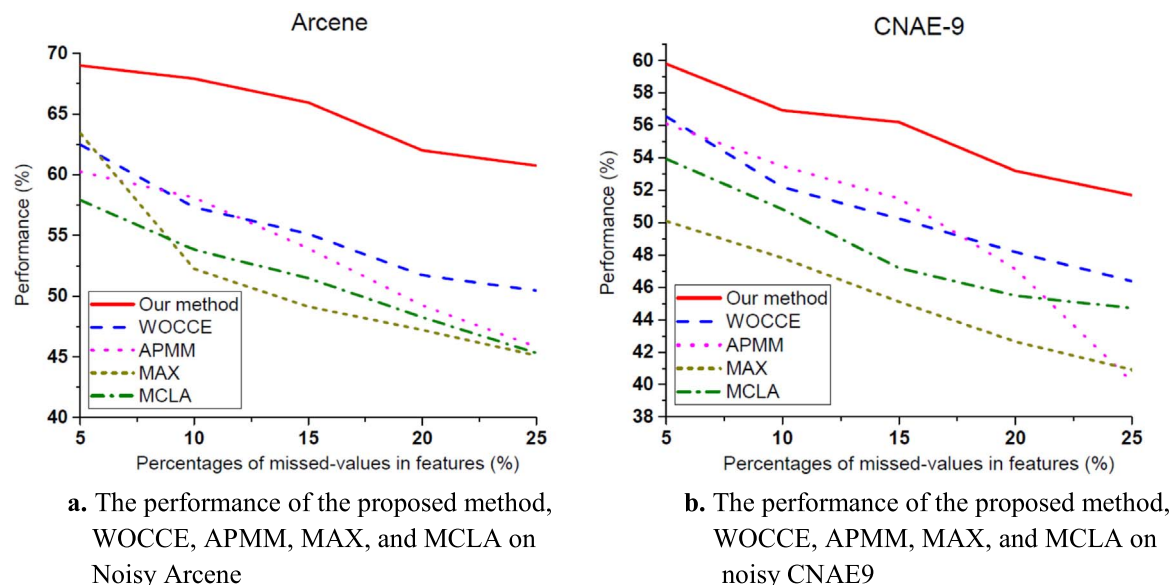 Arcene
70
65
60
55
50
45
40
Performance (%)
Our method
WOCCE
APMM
MAX
MCLA
5 10 15 20 25
Percentages of missed-values in features (%)
a. The performance of the proposed method,
WOCCE, APMM, MAX, and MCLA on
Noisy Arcene
CNAE-9
60
58
56
54
52
50
48
46
44
42
40
38
Performance (%)
Our method
WOCCE
APMM
MAX
MCLA
5 10 15 20 25
Percentages of missed-values in features (%)
b. The performance of the proposed method,
WOCCE, APMM, MAX, and MCLA on
noisy CNAE9